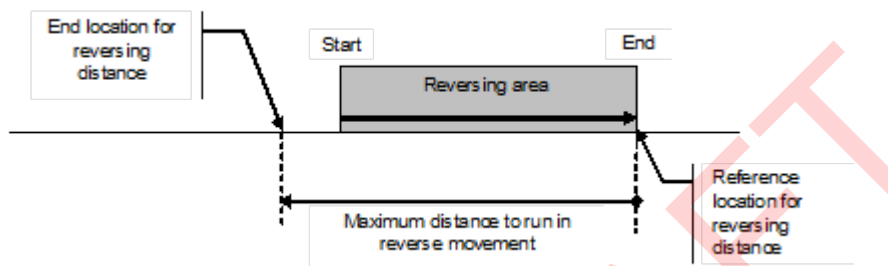 End location for
reversing
distance
Start
End
Reversing area
Reference
location for
reversing
distance
Maximum distance to run in
reverse movement